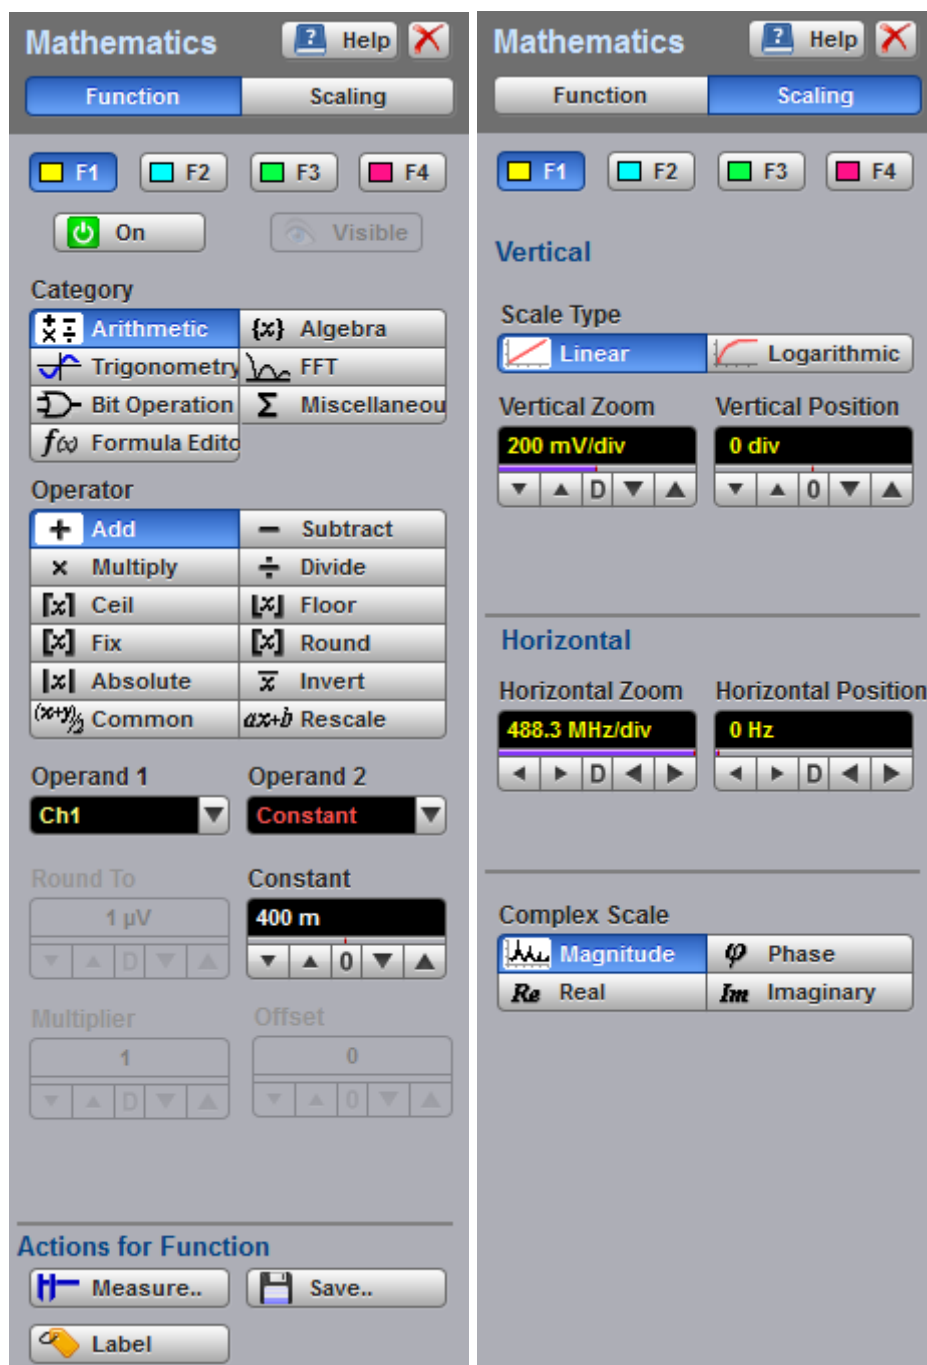 Mathematics ? Help
Function Scaling
F1 F2 F3 F4
On Visible
Category
Arithmetic {x} Algebra
Trigonometry FFT
Bit Operation Σ Miscellaneou
f(x) Formula Edito
Operator
+ Add − Subtract
× Multiply ÷ Divide
⌈x⌉ Ceil ⌊x⌋ Floor
[x] Fix [x] Round
|x| Absolute x̅ Invert
(x+y)/2 Common ax+b Rescale
Operand 1 Operand 2
Ch1 Constant
Round To Constant
1 µV 400 m
D 0
Multiplier Offset
1 0
D 0
Actions for Function
Measure.. Save..
Label
Mathematics ? Help
Function Scaling
F1 F2 F3 F4
Vertical
Scale Type
Linear Logarithmic
Vertical Zoom Vertical Position
200 mV/div 0 div
D 0
Horizontal
Horizontal Zoom Horizontal Position
488.3 MHz/div 0 Hz
D D
Complex Scale
Magnitude φ Phase
Re Real Im Imaginary